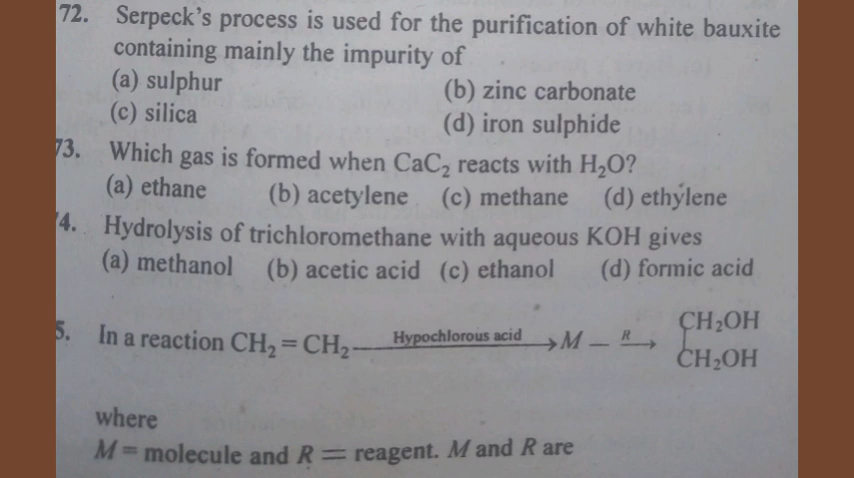 72. Serpeck's process is used for the purification of white bauxite
containing mainly the impurity of
(a) sulphur (b) zinc carbonate
(c) silica (d) iron sulphide
73. Which gas is formed when CaC₂ reacts with H₂O?
(a) ethane (b) acetylene (c) methane (d) ethylene
4. Hydrolysis of trichloromethane with aqueous KOH gives
(a) methanol (b) acetic acid (c) ethanol (d) formic acid
5. In a reaction CH₂ = CH₂ —Hypochlorous acid→ M — R→ CH₂OH
CH₂OH
where
M = molecule and R = reagent. M and R are